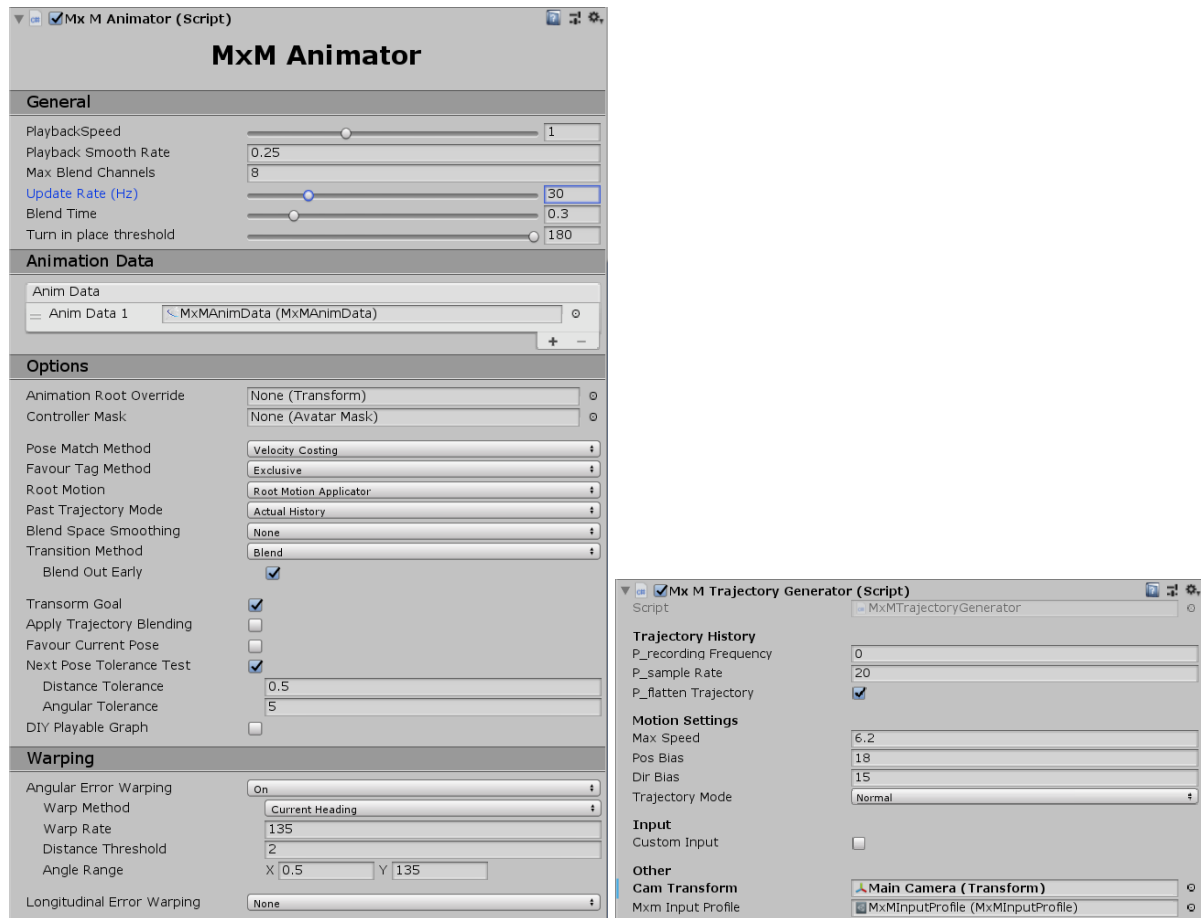 Mx M Animator (Script)
MxM Animator
General
PlaybackSpeed 1
Playback Smooth Rate 0.25
Max Blend Channels 8
Update Rate (Hz) 30
Blend Time 0.3
Turn in place threshold 180
Animation Data
Anim Data
Anim Data 1 MxMAnimData (MxMAnimData)
+ −
Options
Animation Root Override None (Transform)
Controller Mask None (Avatar Mask)
Pose Match Method Velocity Costing
Favour Tag Method Exclusive
Root Motion Root Motion Applicator
Past Trajectory Mode Actual History
Blend Space Smoothing None
Transition Method Blend
Blend Out Early
Transorm Goal
Apply Trajectory Blending
Favour Current Pose
Next Pose Tolerance Test
Distance Tolerance 0.5
Angular Tolerance 5
DIY Playable Graph
Warping
Angular Error Warping On
Warp Method Current Heading
Warp Rate 135
Distance Threshold 2
Angle Range X 0.5 Y 135
Longitudinal Error Warping None
Mx M Trajectory Generator (Script)
Script MxMTrajectoryGenerator
Trajectory History
P_recording Frequency 0
P_sample Rate 20
P_flatten Trajectory
Motion Settings
Max Speed 6.2
Pos Bias 18
Dir Bias 15
Trajectory Mode Normal
Input
Custom Input
Other
Cam Transform Main Camera (Transform)
Mxm Input Profile MxMInputProfile (MxMInputProfile)